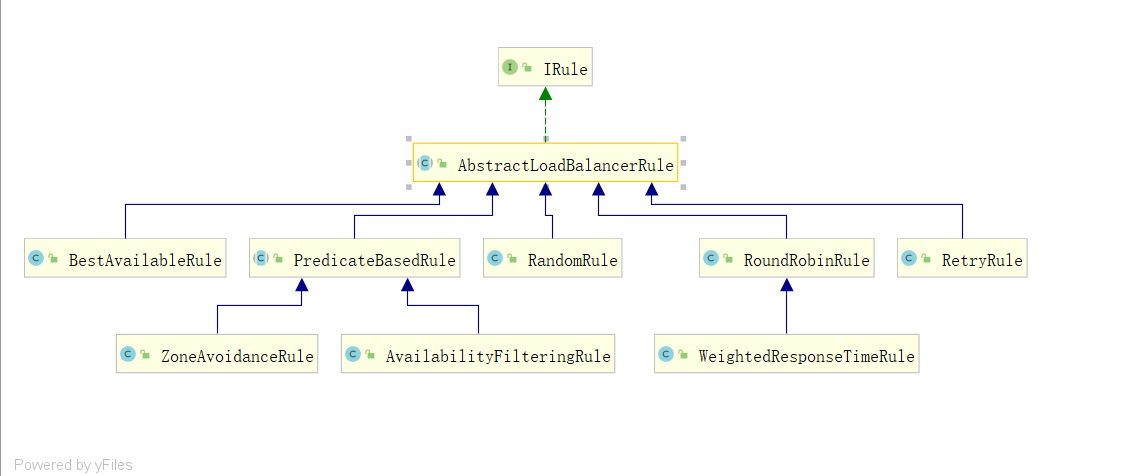 I IRule
C AbstractLoadBalancerRule
C BestAvailableRule
C PredicateBasedRule
C RandomRule
C RoundRobinRule
C RetryRule
C ZoneAvoidanceRule
C AvailabilityFilteringRule
C WeightedResponseTimeRule
Powered by yFiles